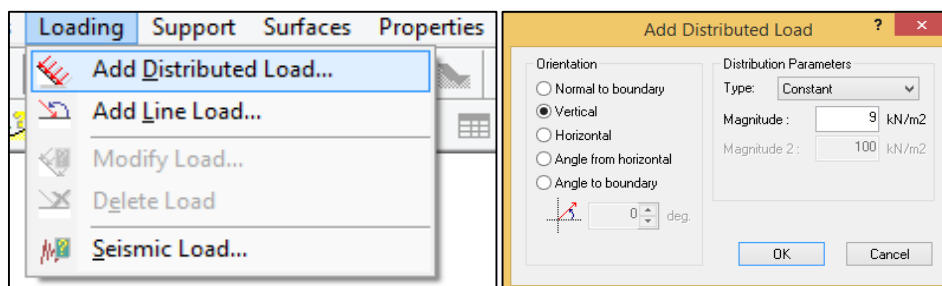 Loading Support Surfaces Properties
Add Distributed Load...
Add Line Load...
Modify Load...
Delete Load
Seismic Load...
Add Distributed Load ? ×
Orientation
Normal to boundary
Vertical
Horizontal
Angle from horizontal
Angle to boundary
0 deg.
Distribution Parameters
Type: Constant
Magnitude : 9 kN/m2
Magnitude 2 : 100 kN/m2
OK Cancel